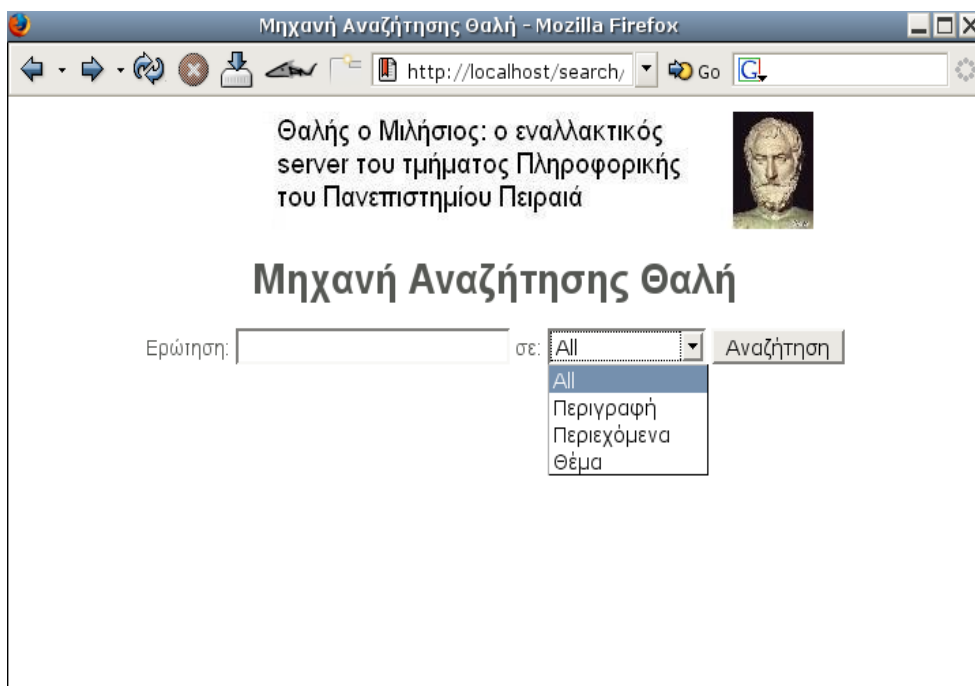 Μηχανή Αναζήτησης Θαλή - Mozilla Firefox
http://localhost/search/ Go G
Θαλής ο Μιλήσιος: ο εναλλακτικός
server του τμήματος Πληροφορικής
του Πανεπιστημίου Πειραιά
Μηχανή Αναζήτησης Θαλή
Ερώτηση: σε: All Αναζήτηση
All
Περιγραφή
Περιεχόμενα
Θέμα